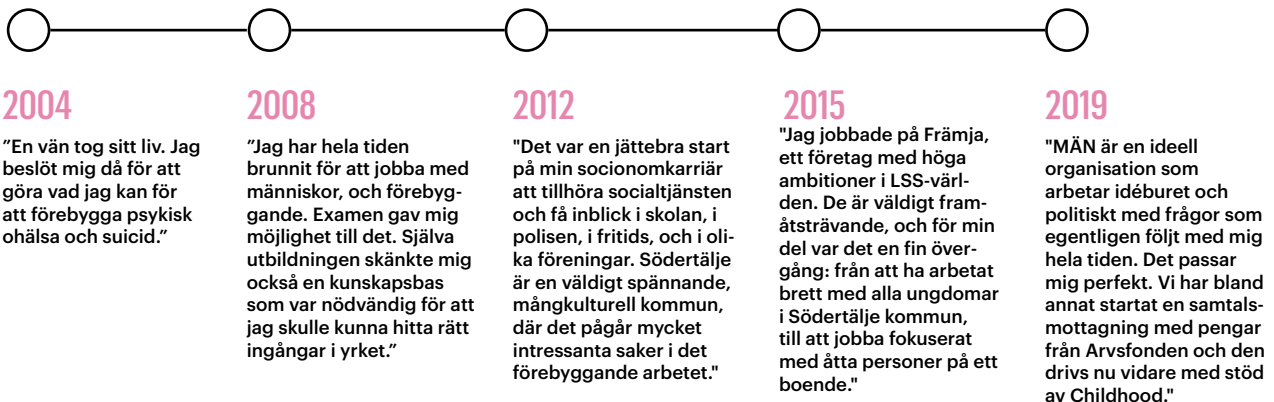 2004
”En vän tog sitt liv. Jag
beslöt mig då för att
göra vad jag kan för
att förebygga psykisk
ohälsa och suicid.”
2008
”Jag har hela tiden
brunnit för att jobba med
människor, och förebyg-
gande. Examen gav mig
möjlighet till det. Själva
utbildningen skänkte mig
också en kunskapsbas
som var nödvändig för att
jag skulle kunna hitta rätt
ingångar i yrket.”
2012
"Det var en jättebra start
på min socionomkarriär
att tillhöra socialtjänsten
och få inblick i skolan, i
polisen, i fritids, och i oli-
ka föreningar. Södertälje
är en väldigt spännande,
mångkulturell kommun,
där det pågår mycket
intressanta saker i det
förebyggande arbetet."
2015
"Jag jobbade på Främja,
ett företag med höga
ambitioner i LSS-värl-
den. De är väldigt fram-
åtsträvande, och för min
del var det en fin över-
gång: från att ha arbetat
brett med alla ungdomar
i Södertälje kommun,
till att jobba fokuserat
med åtta personer på ett
boende."
2019
"MÄN är en ideell
organisation som
arbetar idéburet och
politiskt med frågor som
egentligen följt med mig
hela tiden. Det passar
mig perfekt. Vi har bland
annat startat en samtals-
mottagning med pengar
från Arvsfonden och den
drivs nu vidare med stöd
av Childhood."